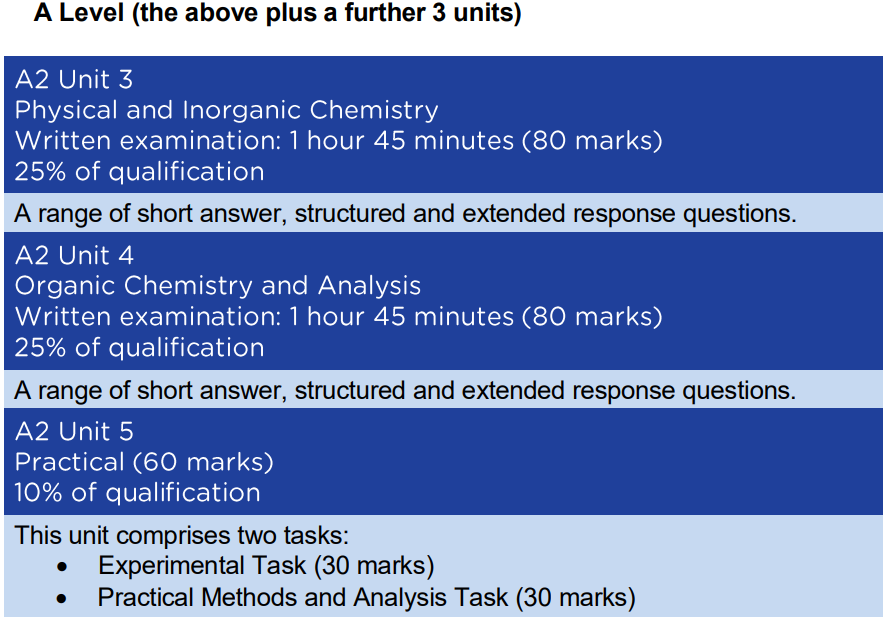 A Level (the above plus a further 3 units)
A2 Unit 3
Physical and Inorganic Chemistry
Written examination: 1 hour 45 minutes (80 marks)
25% of qualification
A range of short answer, structured and extended response questions.
A2 Unit 4
Organic Chemistry and Analysis
Written examination: 1 hour 45 minutes (80 marks)
25% of qualification
A range of short answer, structured and extended response questions.
A2 Unit 5
Practical (60 marks)
10% of qualification
This unit comprises two tasks:
• Experimental Task (30 marks)
• Practical Methods and Analysis Task (30 marks)